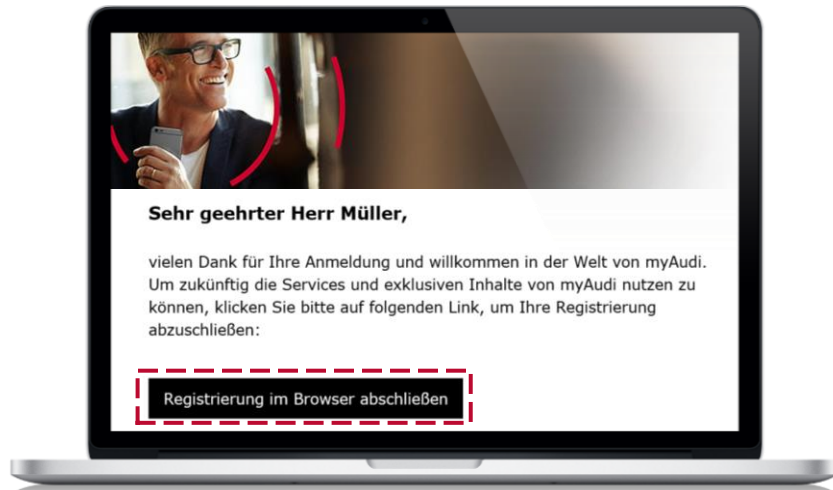 Sehr geehrter Herr Müller,
vielen Dank für Ihre Anmeldung und willkommen in der Welt von myAudi.
Um zukünftig die Services und exklusiven Inhalte von myAudi nutzen zu
können, klicken Sie bitte auf folgenden Link, um Ihre Registrierung
abzuschließen:
Registrierung im Browser abschließen